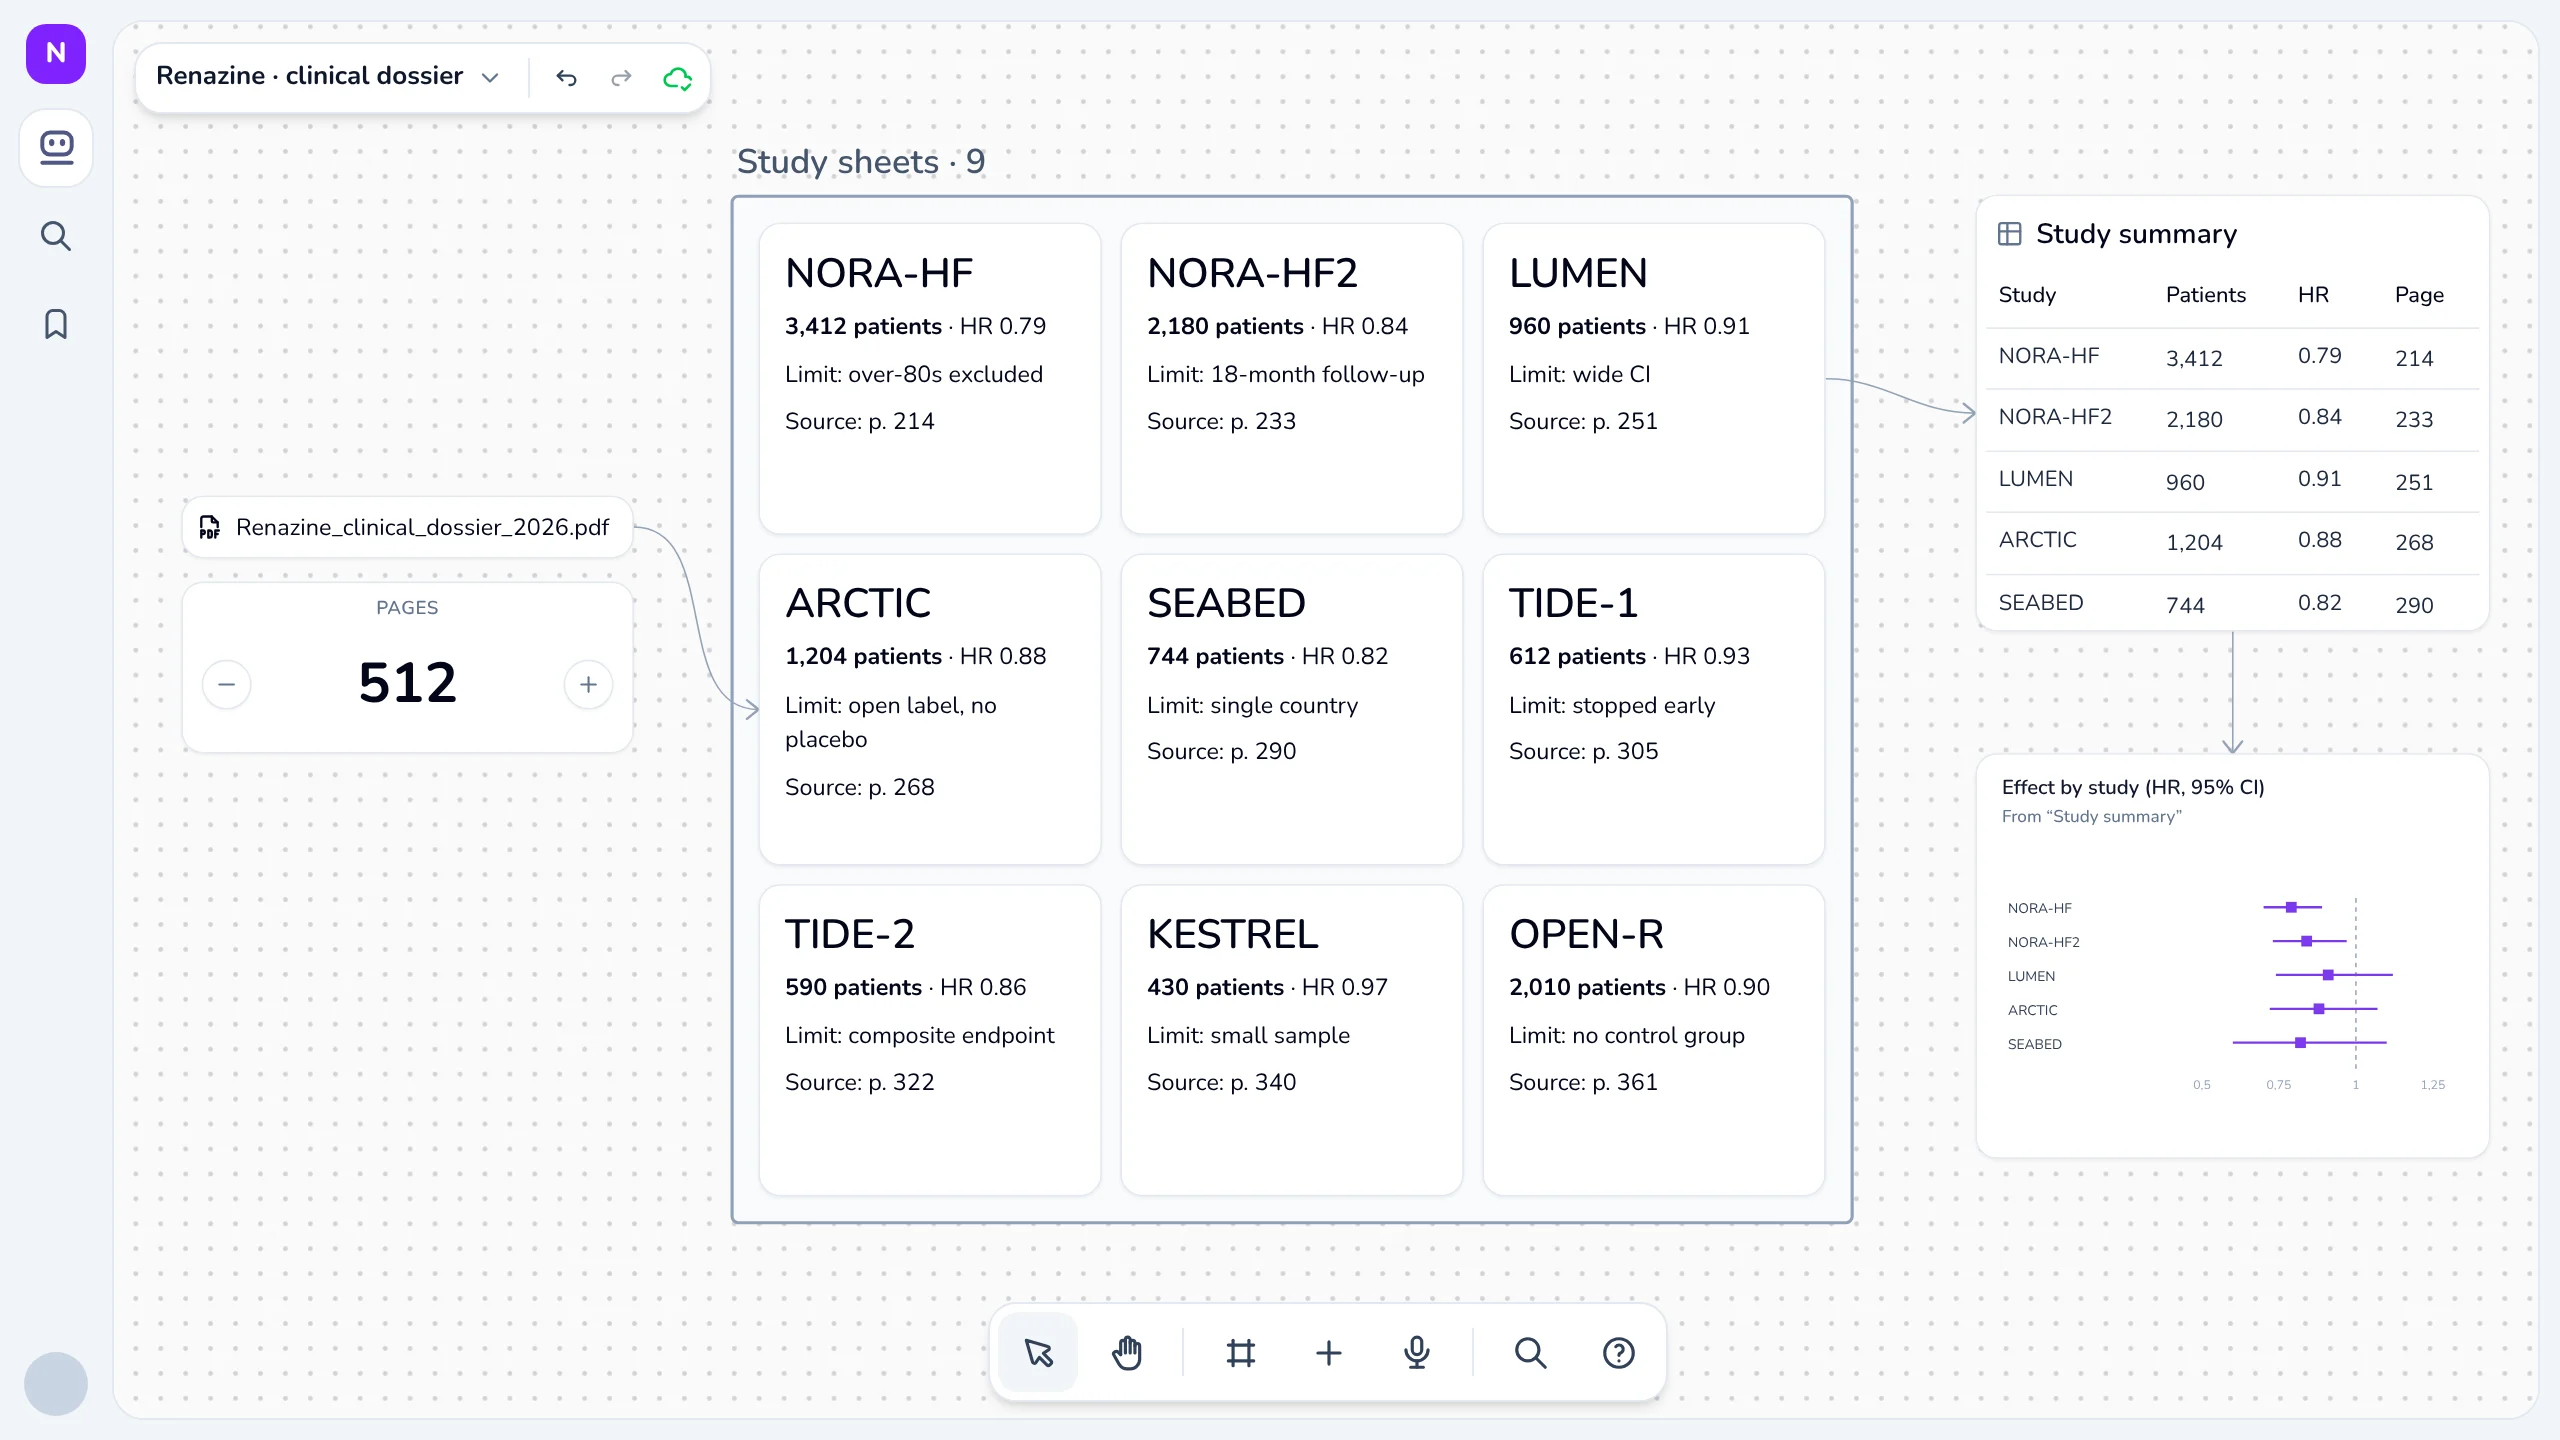 N
Renazine · clinical dossier
Study sheets · 9
Renazine_clinical_dossier_2026.pdf
PAGES
512
NORA-HF
3,412 patients · HR 0.79
Limit: over-80s excluded
Source: p. 214
NORA-HF2
2,180 patients · HR 0.84
Limit: 18-month follow-up
Source: p. 233
LUMEN
960 patients · HR 0.91
Limit: wide CI
Source: p. 251
ARCTIC
1,204 patients · HR 0.88
Limit: open label, no
placebo
Source: p. 268
SEABED
744 patients · HR 0.82
Limit: single country
Source: p. 290
TIDE-1
612 patients · HR 0.93
Limit: stopped early
Source: p. 305
TIDE-2
590 patients · HR 0.86
Limit: composite endpoint
Source: p. 322
KESTREL
430 patients · HR 0.97
Limit: small sample
Source: p. 340
OPEN-R
2,010 patients · HR 0.90
Limit: no control group
Source: p. 361
Study summary
Study Patients HR Page
NORA-HF 3,412 0.79 214
NORA-HF2 2,180 0.84 233
LUMEN 960 0.91 251
ARCTIC 1,204 0.88 268
SEABED 744 0.82 290
Effect by study (HR, 95% CI)
From “Study summary”
NORA-HF
NORA-HF2
LUMEN
ARCTIC
SEABED
0,5 0,75 1 1,25